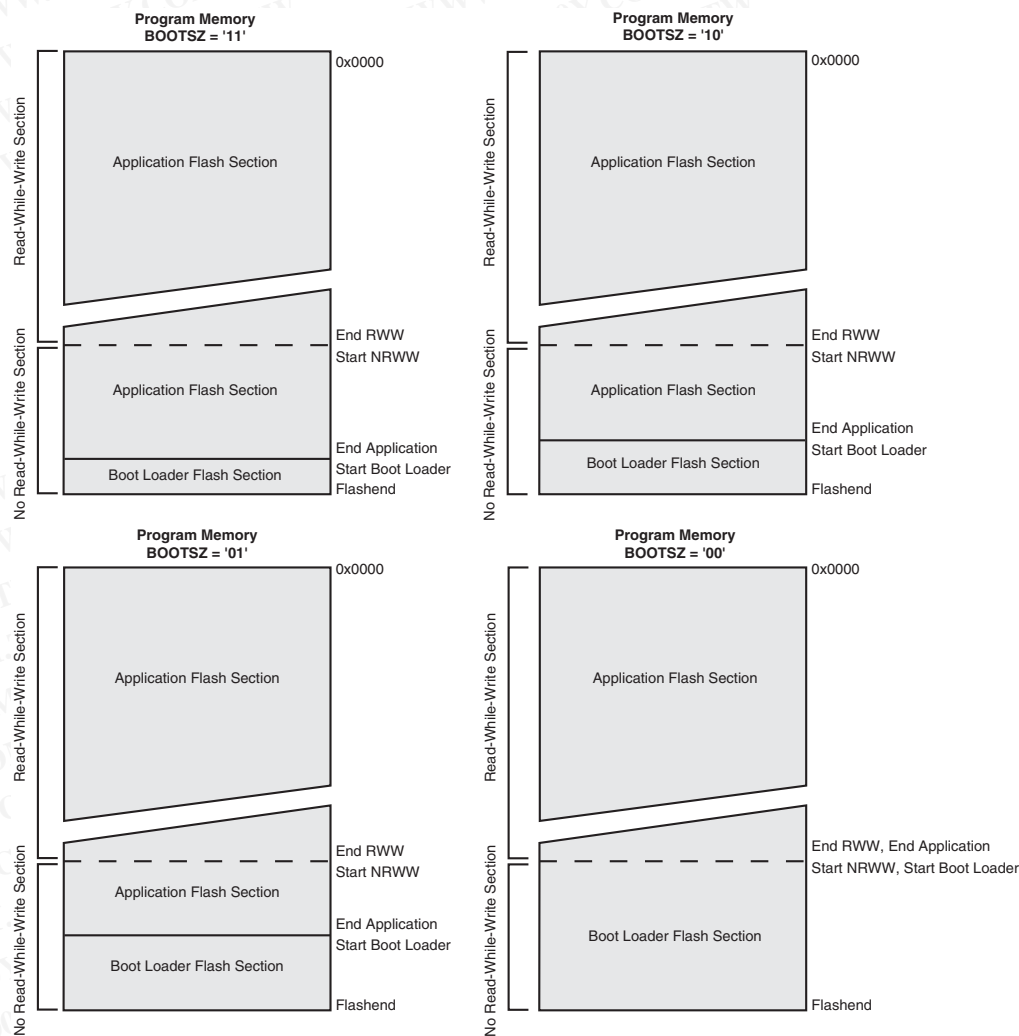 Program Memory
BOOTSZ = '11'
0x0000
Read-While-Write Section
Application Flash Section
End RWW
Start NRWW
No Read-While-Write Section
Application Flash Section
End Application
Start Boot Loader
Boot Loader Flash Section
Flashend
Program Memory
BOOTSZ = '10'
0x0000
Read-While-Write Section
Application Flash Section
End RWW
Start NRWW
No Read-While-Write Section
Application Flash Section
End Application
Start Boot Loader
Boot Loader Flash Section
Flashend
Program Memory
BOOTSZ = '01'
0x0000
Read-While-Write Section
Application Flash Section
End RWW
Start NRWW
No Read-While-Write Section
Application Flash Section
End Application
Start Boot Loader
Boot Loader Flash Section
Flashend
Program Memory
BOOTSZ = '00'
0x0000
Read-While-Write Section
Application Flash Section
End RWW, End Application
Start NRWW, Start Boot Loader
No Read-While-Write Section
Boot Loader Flash Section
Flashend